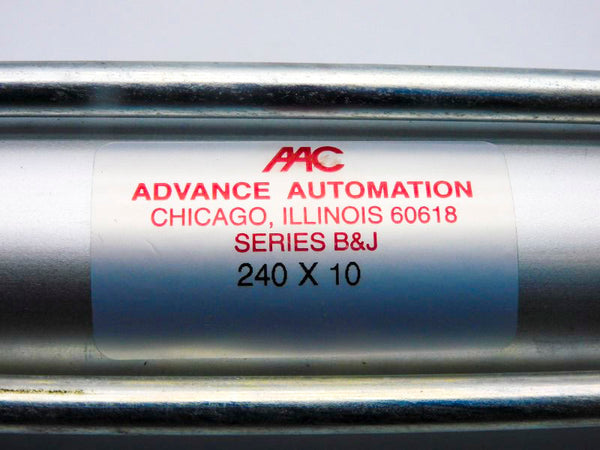 AAC
ADVANCE AUTOMATION
CHICAGO, ILLINOIS 60618
SERIES B&J
240 X 10